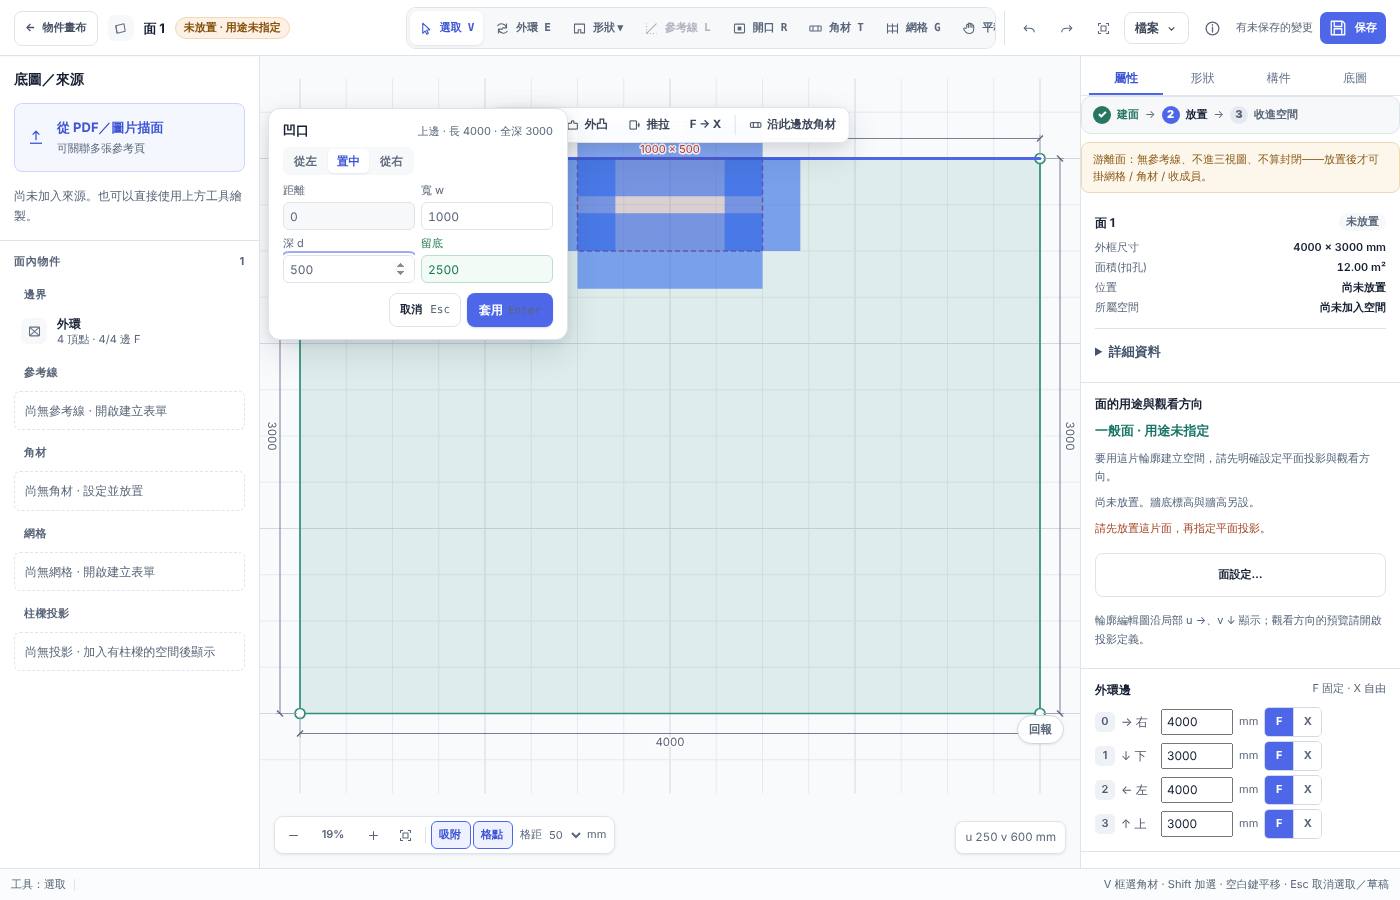 物件畫布
面 1
未放置 · 用途未指定
選取 V
外環 E
形狀 ▾
參考線 L
開口 R
角材 T
網格 G
檔案
有未保存的變更
保存
底圖／來源
從 PDF／圖片描面
可關聯多張參考頁
尚未加入來源。也可以直接使用上方工具繪
製。
面內物件
1
邊界
外環
4 頂點 · 4/4 邊 F
參考線
尚無參考線 · 開啟建立表單
角材
尚無角材 · 設定並放置
網格
尚無網格 · 開啟建立表單
柱樑投影
尚無投影 · 加入有柱樑的空間後顯示
凹口
上邊 · 長 4000 · 全深 3000
從左
置中
從右
距離
寬 w
0
1000
深 d
留底
500
2500
取消 Esc
套用 Enter
外凸
推拉
F → X
沿此邊放角材
1000 × 500
3000
3000
4000
回報
19%
吸附
格點
格距 50 mm
u 250 v 600 mm
屬性
形狀
構件
底圖
建面 → 2 放置 → 3 收進空間
游離面：無參考線、不進三視圖、不算封閉——放置後才可
掛網格 / 角材 / 收成員。
面 1
未放置
外框尺寸
4000 × 3000 mm
面積(扣孔)
12.00 m²
位置
尚未放置
所屬空間
尚未加入空間
▶ 詳細資料
面的用途與觀看方向
一般面 · 用途未指定
要用這片輪廓建立空間，請先明確設定平面投影與觀看方
向。
尚未放置。牆底標高與牆高另設。
請先放置這片面，再指定平面投影。
面設定...
輪廓編輯圖沿局部 u →、v ↓ 顯示；觀看方向的預覽請開啟
投影定義。
外環邊
F 固定 · X 自由
0 → 右 4000 mm F X
1 ↓ 下 3000 mm F X
2 ← 左 4000 mm F X
3 ↑ 上 3000 mm F X
工具：選取
V 框選角材 · Shift 加選 · 空白鍵平移 · Esc 取消選取／草稿